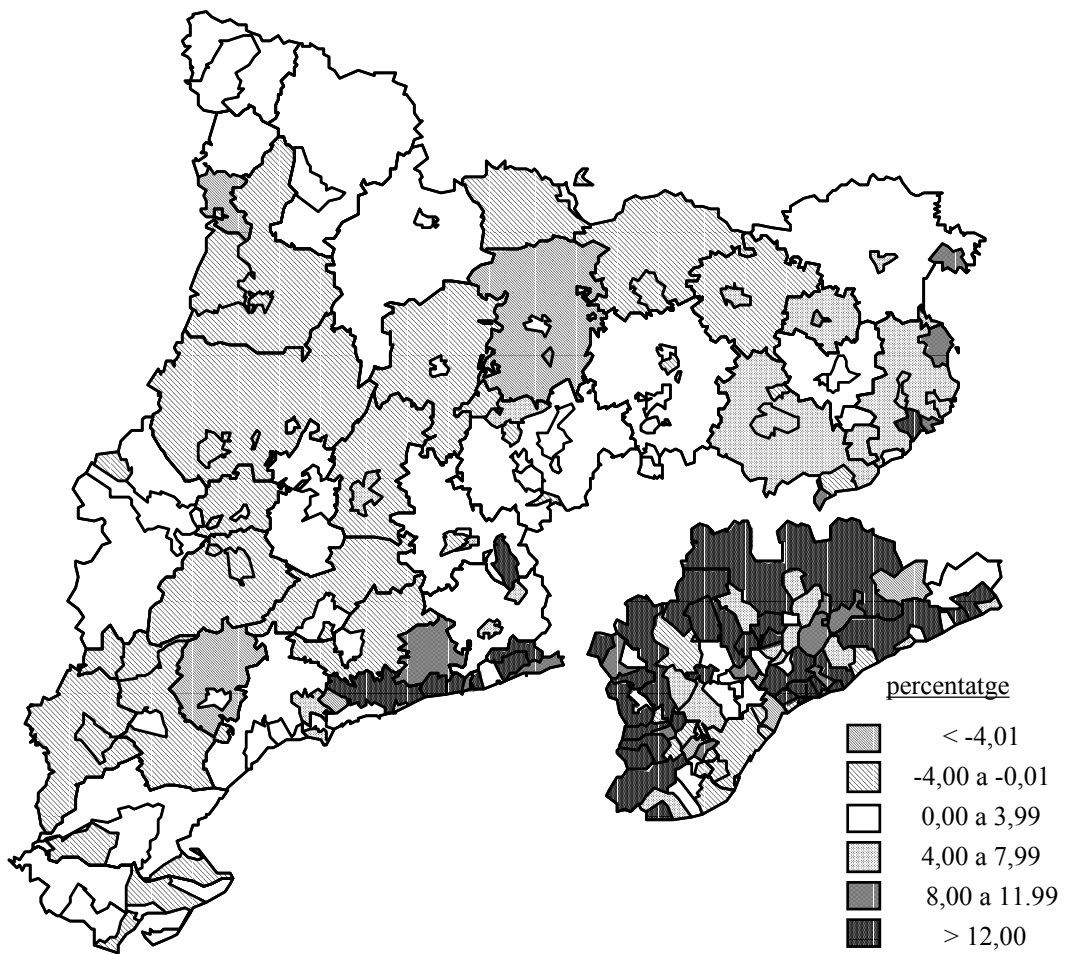 percentatge
< -4,01
-4,00 a -0,01
0,00 a 3,99
4,00 a 7,99
8,00 a 11.99
> 12,00